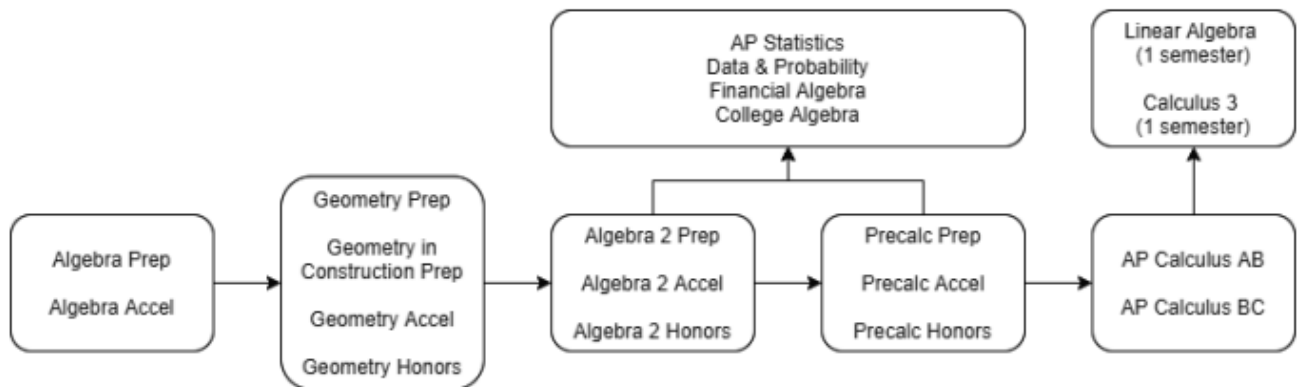 AP Statistics
Data & Probability
Financial Algebra
College Algebra
Linear Algebra
(1 semester)
Calculus 3
(1 semester)
Algebra Prep
Algebra Accel
Geometry Prep
Geometry in
Construction Prep
Geometry Accel
Geometry Honors
Algebra 2 Prep
Algebra 2 Accel
Algebra 2 Honors
Precalc Prep
Precalc Accel
Precalc Honors
AP Calculus AB
AP Calculus BC